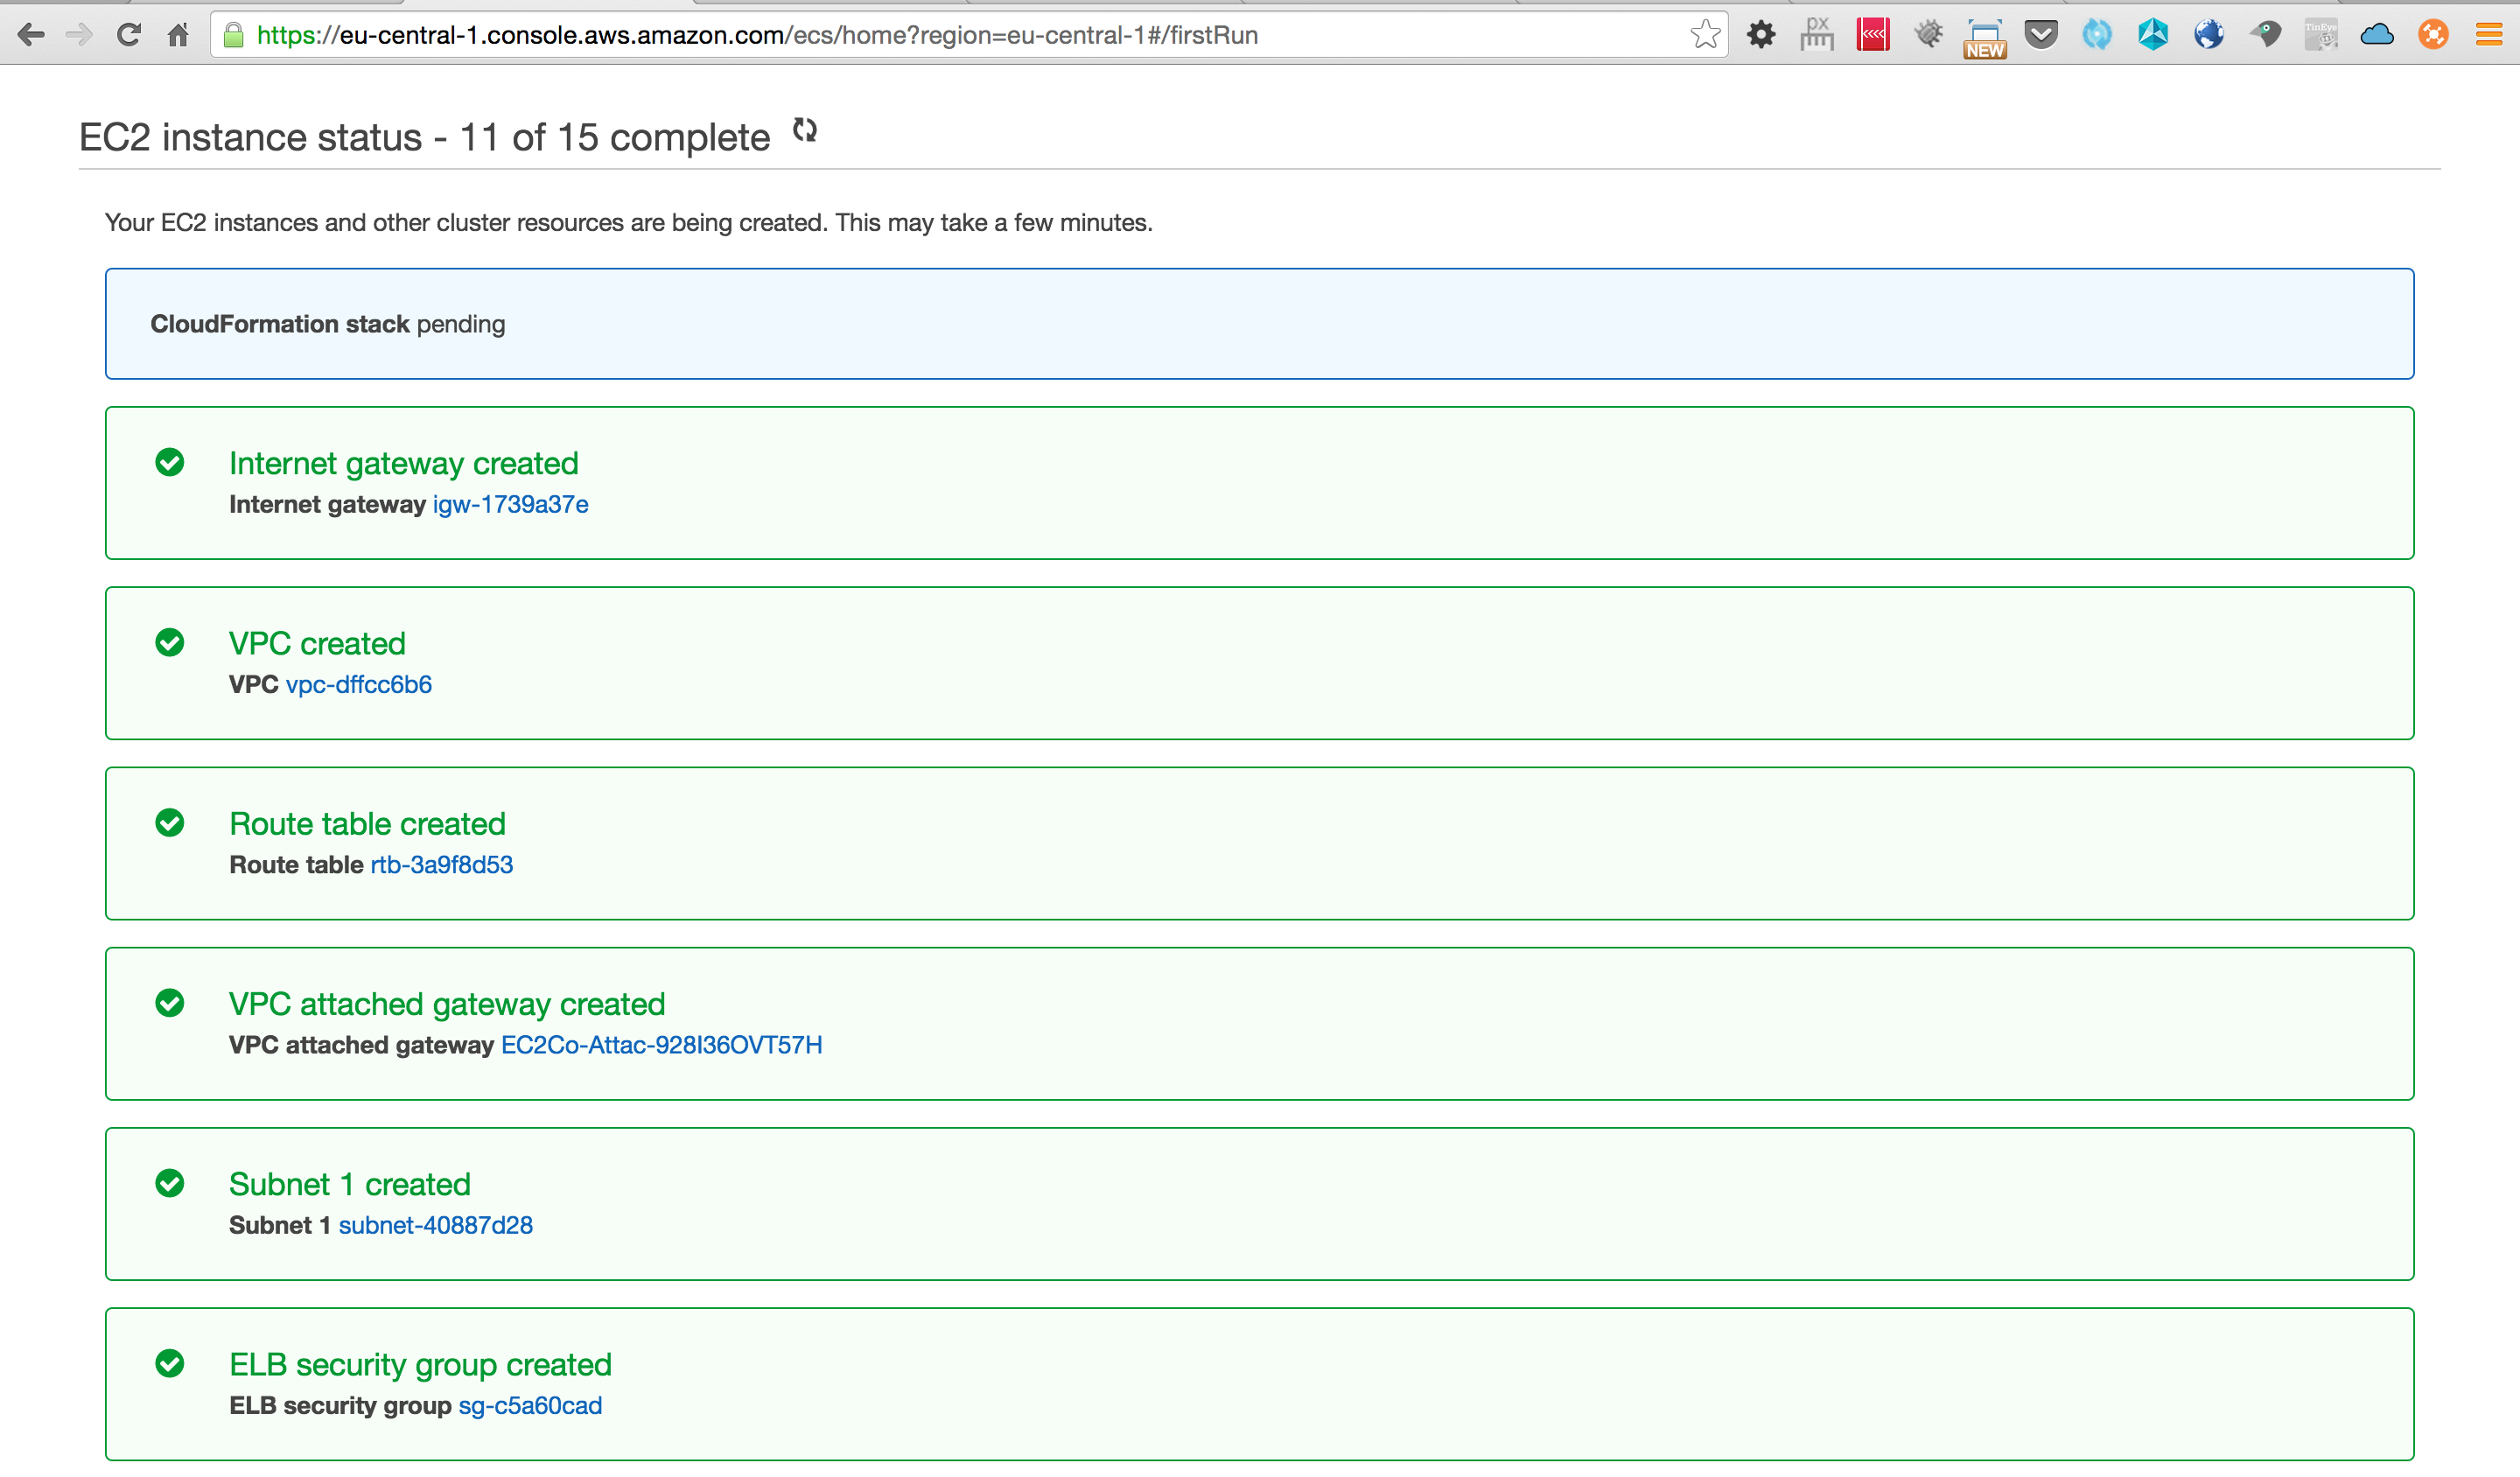 https://eu-central-1.console.aws.amazon.com/ecs/home?region=eu-central-1#/firstRun
px
<<<<
NEW
TinEye
EC2 instance status - 11 of 15 complete
Your EC2 instances and other cluster resources are being created. This may take a few minutes.
CloudFormation stack pending
Internet gateway created
Internet gateway igw-1739a37e
VPC created
VPC vpc-dffcc6b6
Route table created
Route table rtb-3a9f8d53
VPC attached gateway created
VPC attached gateway EC2Co-Attac-928I36OVT57H
Subnet 1 created
Subnet 1 subnet-40887d28
ELB security group created
ELB security group sg-c5a60cad